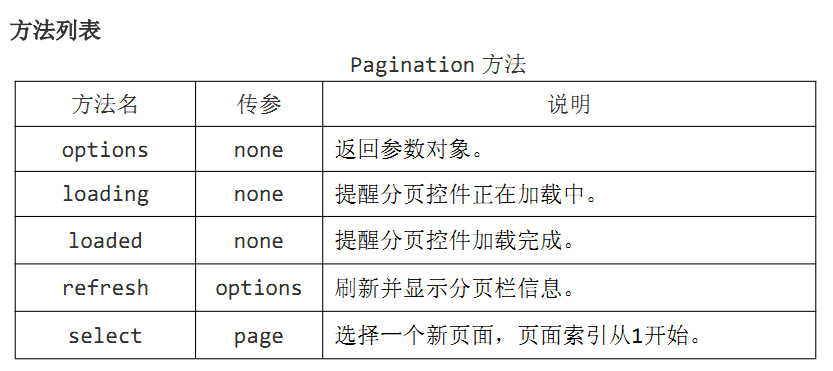 方法列表
Pagination 方法
方法名 传参 说明
options none 返回参数对象。
loading none 提醒分页控件正在加载中。
loaded none 提醒分页控件加载完成。
refresh options 刷新并显示分页栏信息。
select page 选择一个新页面，页面索引从1开始。